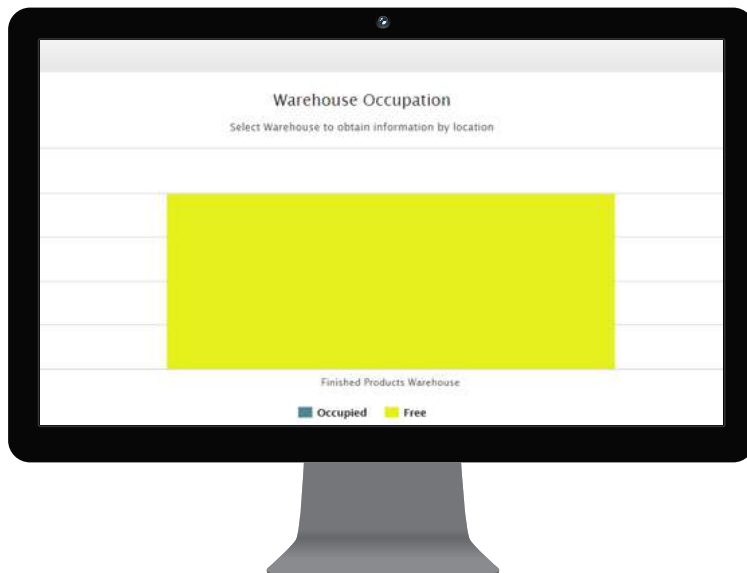 Warehouse Occupation
Select Warehouse to obtain information by location
Finished Products Warehouse
Occupied Free